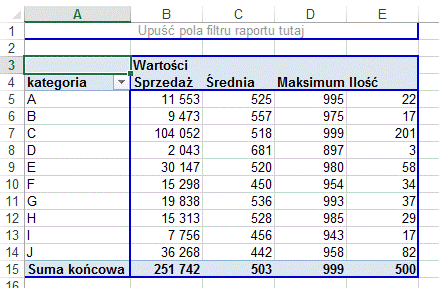 A B C D E
1 Upuść pola filtru raportu tutaj
2
3 Wartości
4 kategoria Sprzedaż Średnia Maksimum Ilość
5 A 11 553 525 995 22
6 B 9 473 557 975 17
7 C 104 052 518 999 201
8 D 2 043 681 897 3
9 E 30 147 520 980 58
10 F 15 298 450 954 34
11 G 19 838 536 993 37
12 H 15 313 528 985 29
13 I 7 756 456 943 17
14 J 36 268 442 958 82
15 Suma końcowa 251 742 503 999 500
16